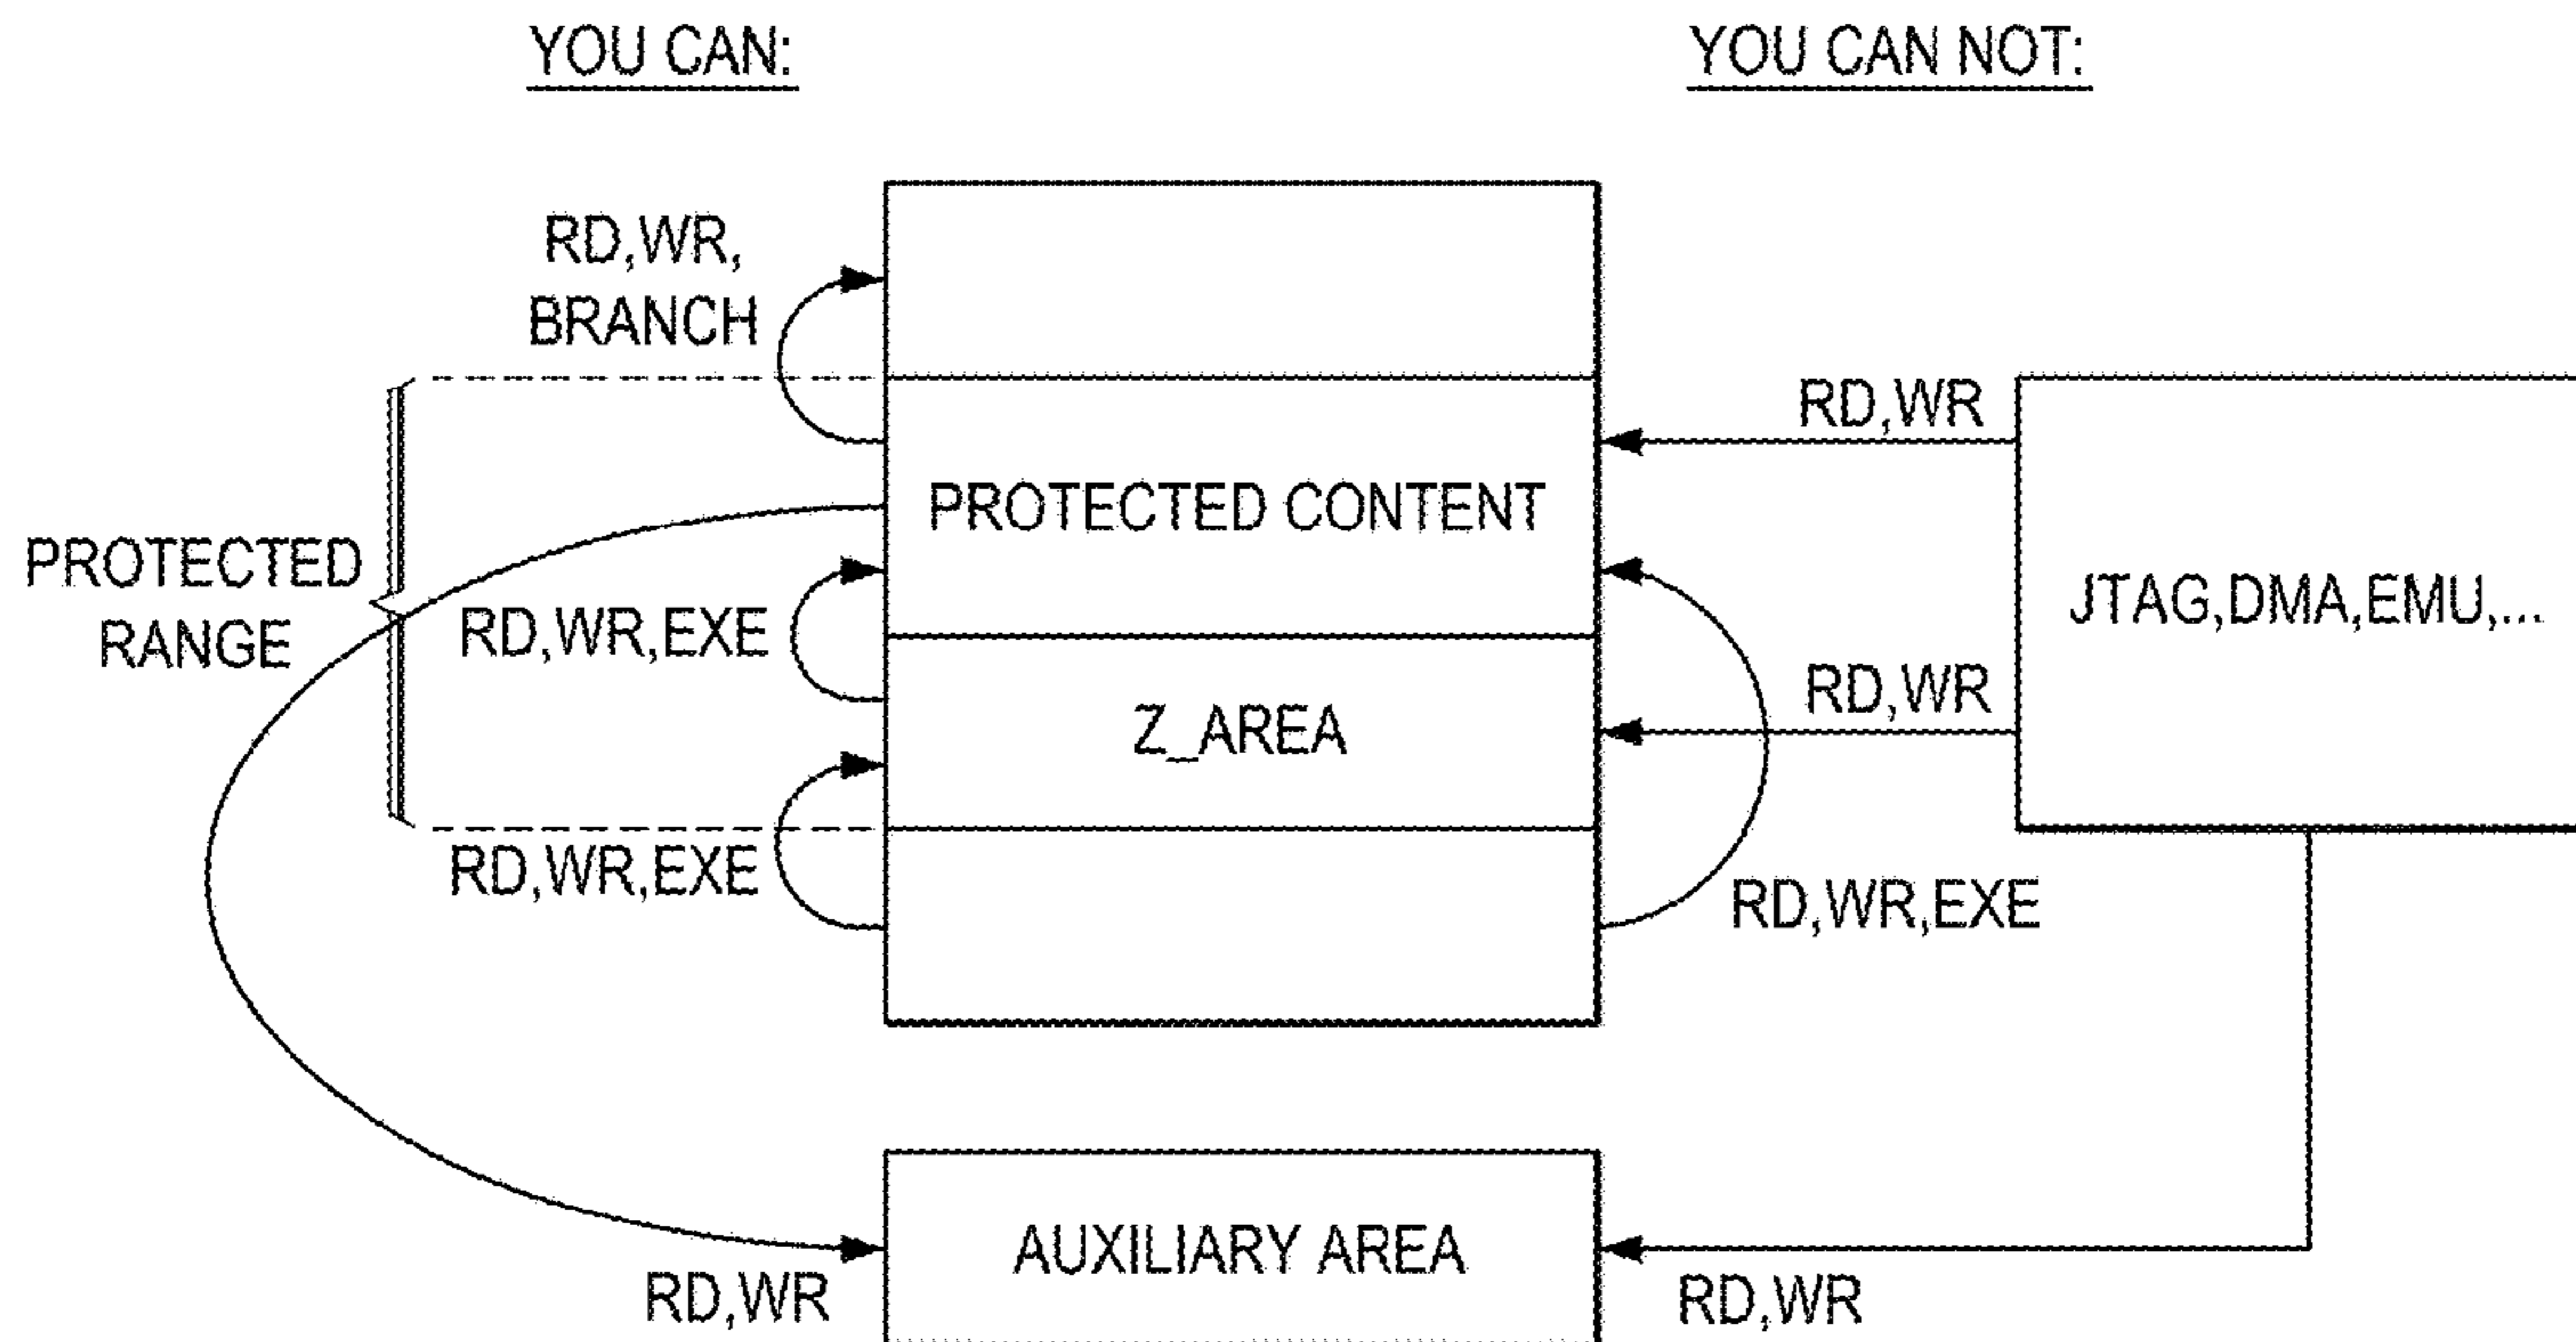 YOU CAN:
YOU CAN NOT:
RD,WR,
BRANCH
RD,WR
PROTECTED CONTENT
PROTECTED
RANGE
RD,WR,EXE
JTAG,DMA,EMU,...
RD,WR
Z_AREA
RD,WR,EXE
RD,WR,EXE
AUXILIARY AREA
RD,WR
RD,WR